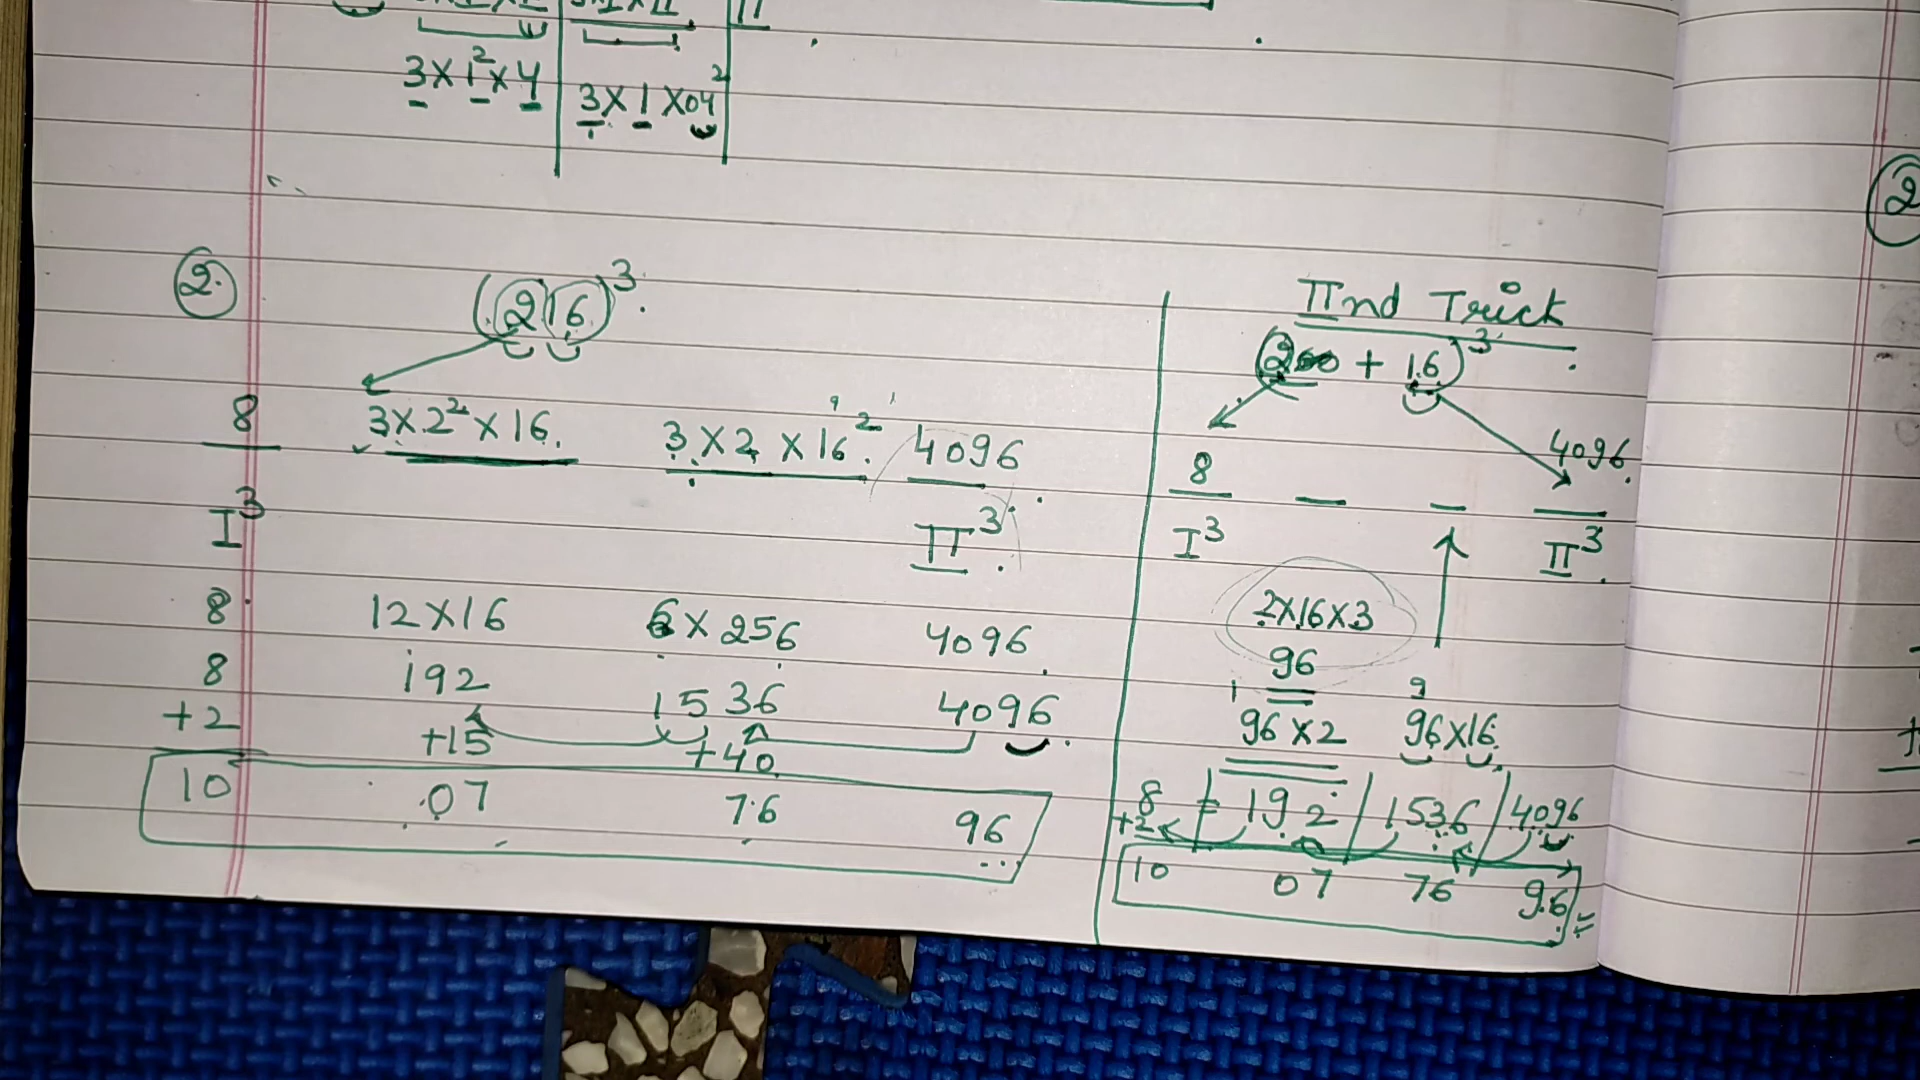 3×1²×4 3×1×04²
2. (216)³.
8 3×2²×16. 3×2×16². 4096
I³ II³.
8 12×16 6×256 4096.
8 192 1536 4096.
+2 +15 +40
10 07 76 96
IInd Trick
(200 + 16)³
8 _ _ 4096.
I³ II³.
2×16×3
96
96×2 96×16
8 192 / 1536 / 4096
+2
10 07 76 96
2